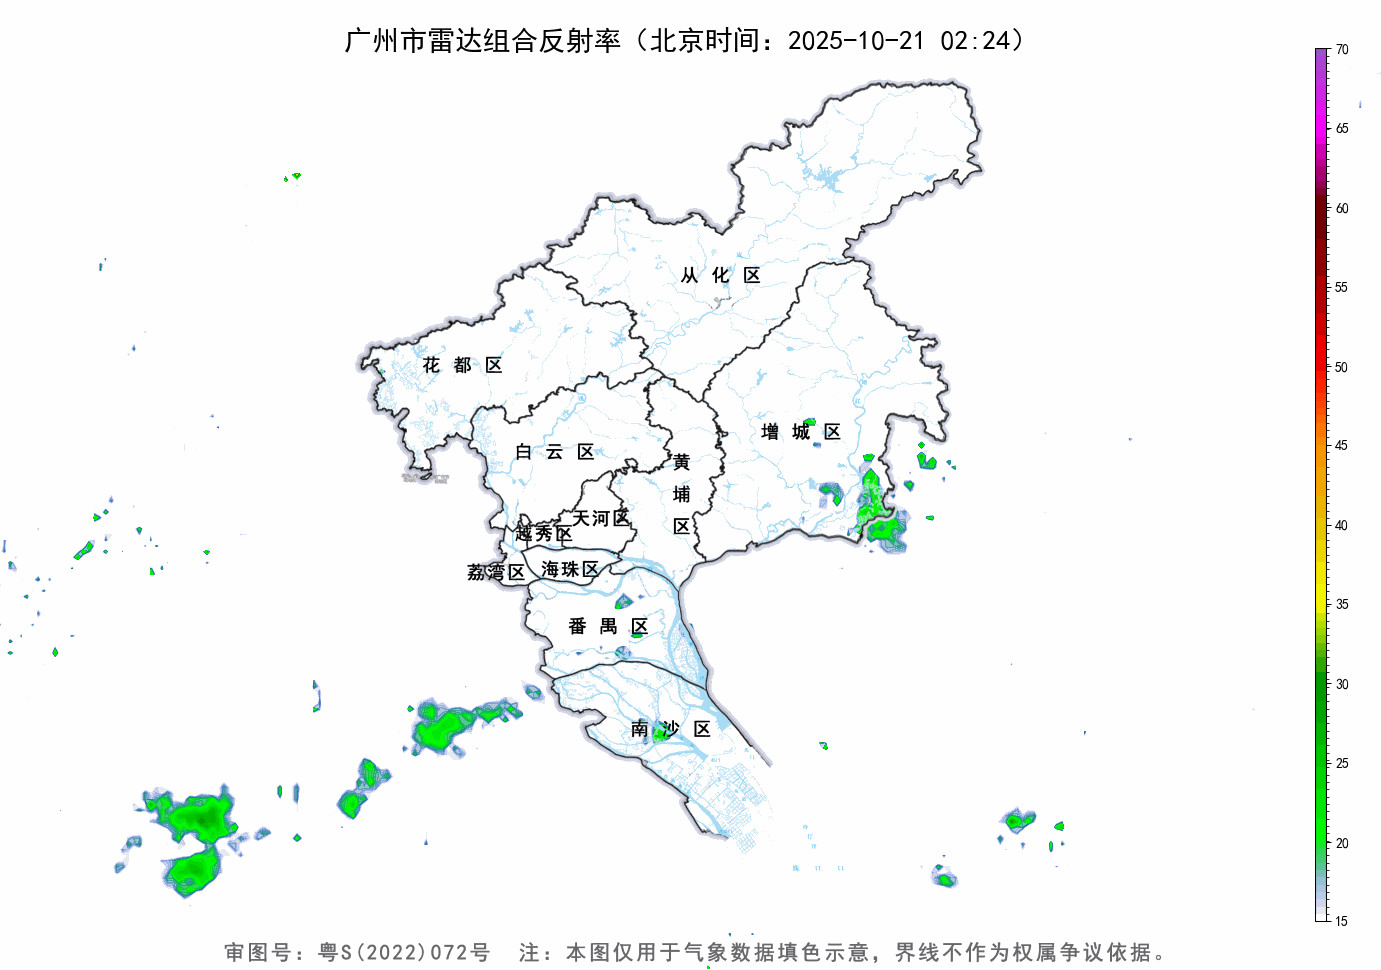 广州市雷达组合反射率（北京时间：2025-10-21 02:24）
70
65
60
55
50
45
40
35
30
25
20
15
从化区
花都区
增城区
白云区
黄埔区
天河区
越秀区
荔湾区
海珠区
番禺区
南沙区
审图号：粤S(2022)072号 注：本图仅用于气象数据填色示意，界线不作为权属争议依据。